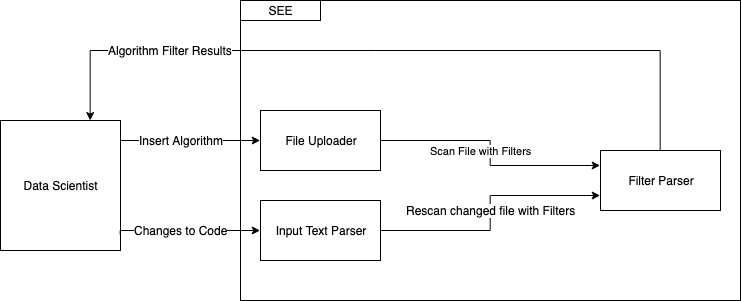 SEE
Algorithm Filter Results
Insert Algorithm
File Uploader
Scan File with Filters
Data Scientist
Filter Parser
Rescan changed file with Filters
Changes to Code
Input Text Parser